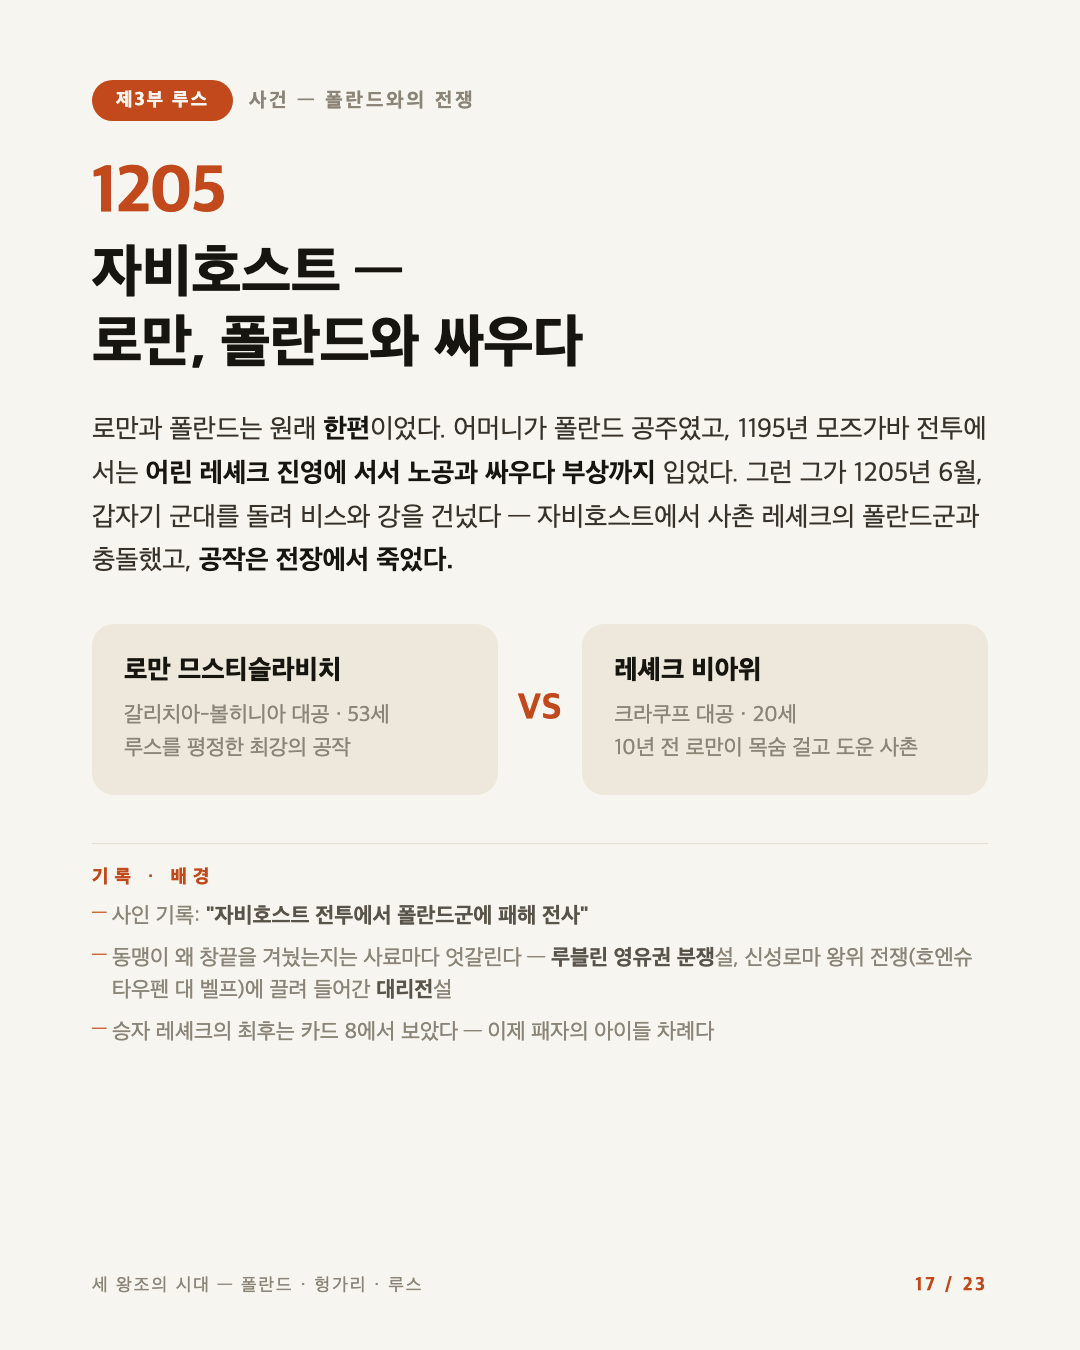 제3부 루스 사건 — 폴란드와의 전쟁
1205
자비호스트 —
로만, 폴란드와 싸우다
로만과 폴란드는 원래 한편이었다. 어머니가 폴란드 공주였고, 1195년 모즈가바 전투에
서는 어린 레셰크 진영에 서서 노공과 싸우다 부상까지 입었다. 그런 그가 1205년 6월,
갑자기 군대를 돌려 비스와 강을 건넜다 — 자비호스트에서 사촌 레셰크의 폴란드군과
충돌했고, 공작은 전장에서 죽었다.
로만 므스티슬라비치
갈리치아-볼히니아 대공 · 53세
루스를 평정한 최강의 공작
VS
레셰크 비아위
크라쿠프 대공 · 20세
10년 전 로만이 목숨 걸고 도운 사촌
기록 · 배경
— 사인 기록: "자비호스트 전투에서 폴란드군에 패해 전사"
— 동맹이 왜 창끝을 겨눴는지는 사료마다 엇갈린다 — 루블린 영유권 분쟁설, 신성로마 왕위 전쟁(호엔슈
타우펜 대 벨프)에 끌려 들어간 대리전설
— 승자 레셰크의 최후는 카드 8에서 보았다 — 이제 패자의 아이들 차례다
세 왕조의 시대 — 폴란드 · 헝가리 · 루스
17 / 23